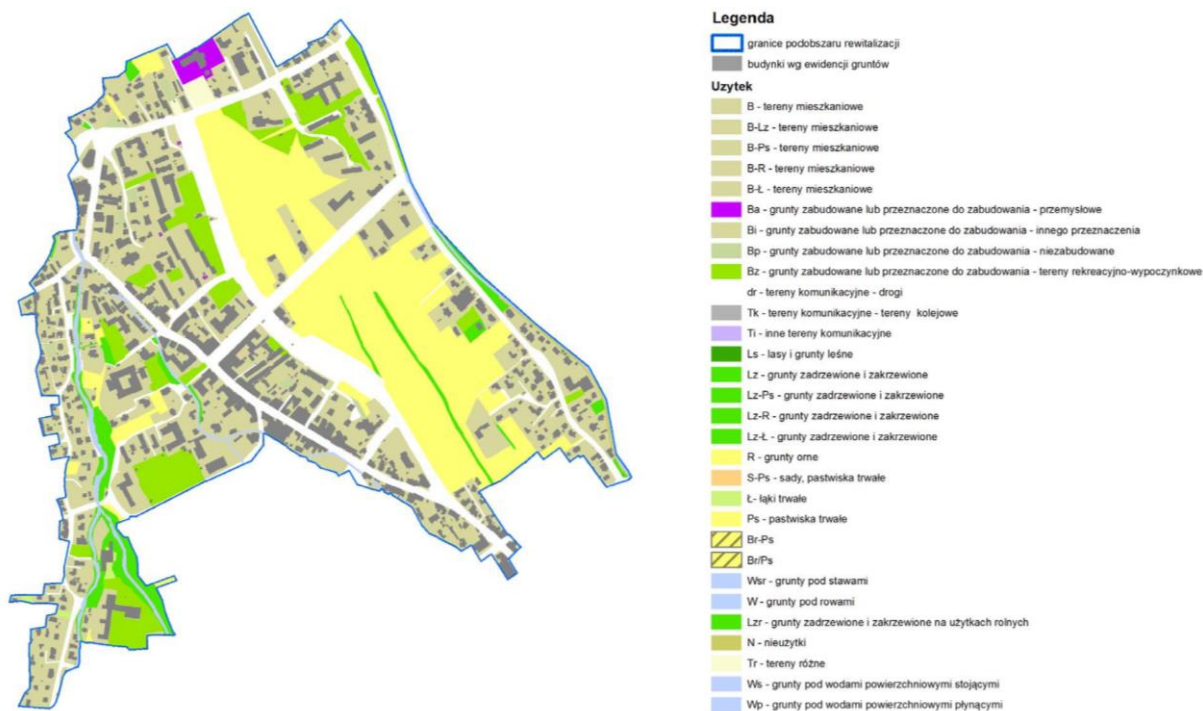 Legenda
granice podobszaru rewitalizacji
budynki wg ewidencji gruntów
Uzytek
B - tereny mieszkaniowe
B-Lz - tereny mieszkaniowe
B-Ps - tereny mieszkaniowe
B-R - tereny mieszkaniowe
B-Ł - tereny mieszkaniowe
Ba - grunty zabudowane lub przeznaczone do zabudowania - przemysłowe
Bi - grunty zabudowane lub przeznaczone do zabudowania - innego przeznaczenia
Bp - grunty zabudowane lub przeznaczone do zabudowania - niezabudowane
Bz - grunty zabudowane lub przeznaczone do zabudowania - tereny rekreacyjno-wypoczynkowe
dr - tereny komunikacyjne - drogi
Tk - tereny komunikacyjne - tereny kolejowe
Ti - inne tereny komunikacyjne
Ls - lasy i grunty leśne
Lz - grunty zadrzewione i zakrzewione
Lz-Ps - grunty zadrzewione i zakrzewione
Lz-R - grunty zadrzewione i zakrzewione
Lz-Ł - grunty zadrzewione i zakrzewione
R - grunty orne
S-Ps - sady, pastwiska trwałe
Ł- łąki trwałe
Ps - pastwiska trwałe
Br-Ps
Br/Ps
Wsr - grunty pod stawami
W - grunty pod rowami
Lzr - grunty zadrzewione i zakrzewione na użytkach rolnych
N - nieużytki
Tr - tereny różne
Ws - grunty pod wodami powierzchniowymi stojącymi
Wp - grunty pod wodami powierzchniowymi płynącymi